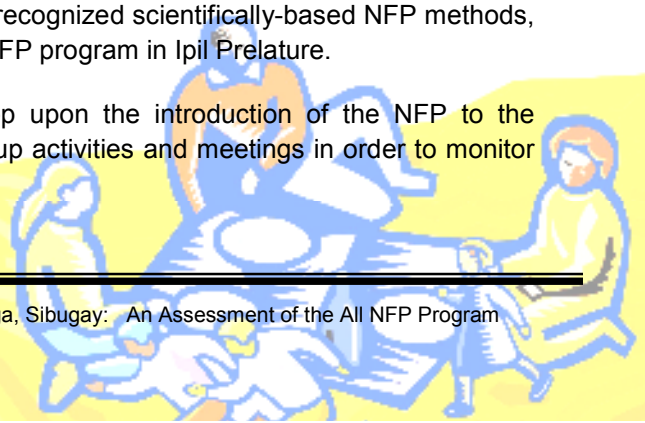 recognized scientifically-based NFP methods,
FP program in Ipil Prelature.
p upon the introduction of the NFP to the
up activities and meetings in order to monitor
ga, Sibugay: An Assessment of the All NFP Program